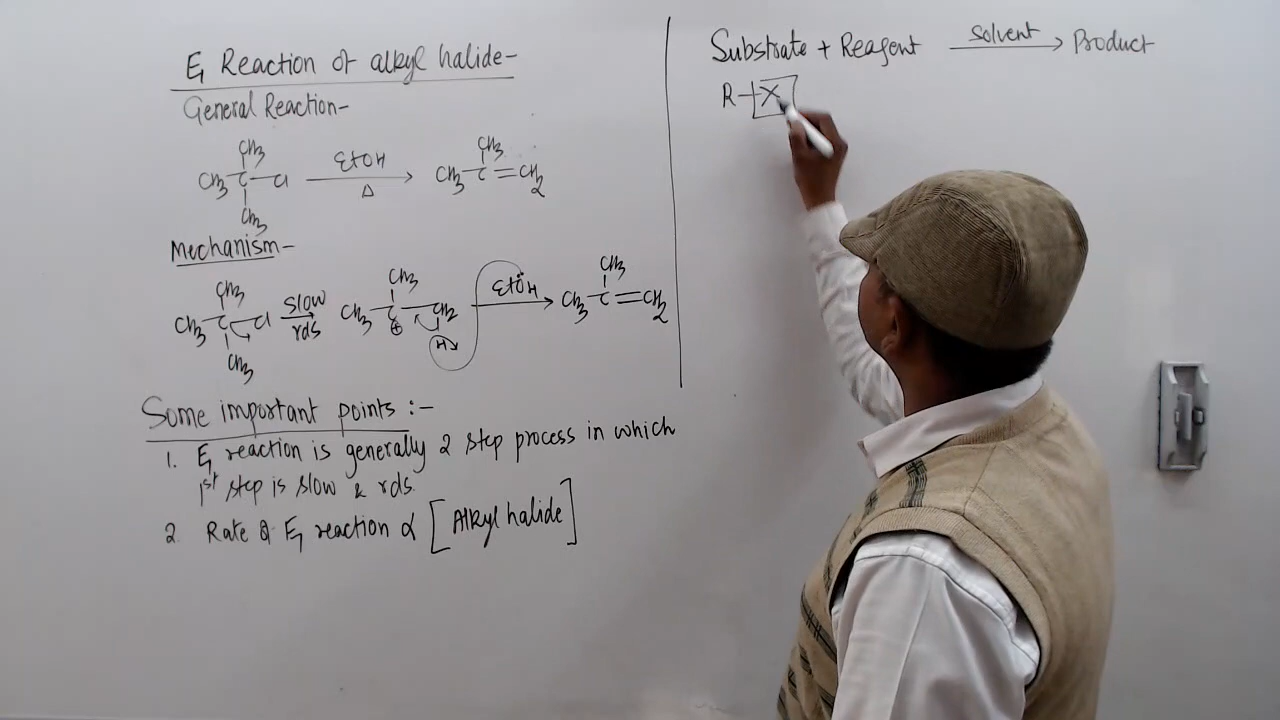 E1 Reaction of alkyl halide-
General Reaction-
CH3
CH3-C-Cl EtOH Δ CH3-C=CH2
CH3
CH3
Mechanism-
CH3
CH3-C-Cl slow rds CH3-C-CH2 EtOH CH3-C=CH2
CH3
CH3
⊕
H
CH3
Some important points :-
1. E1 reaction is generally 2 step process in which
1st step is slow & rds.
2. Rate of E1 reaction α [Alkyl halide]
Substrate + Reagent solvent Product
R-X